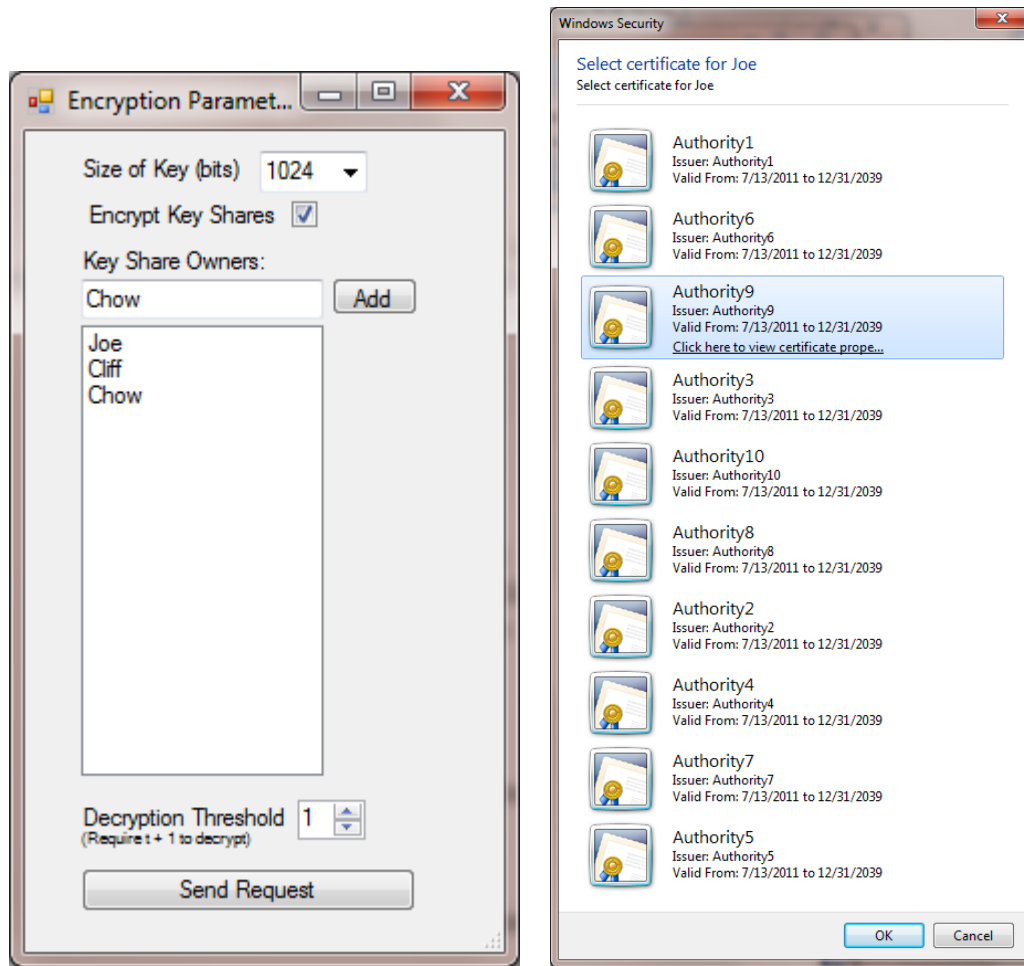 Encryption Paramet...
Size of Key (bits) 1024
Encrypt Key Shares
Key Share Owners:
Chow Add
Joe
Cliff
Chow
Decryption Threshold 1
(Require t + 1 to decrypt)
Send Request
Windows Security
Select certificate for Joe
Select certificate for Joe
Authority1
Issuer: Authority1
Valid From: 7/13/2011 to 12/31/2039
Authority6
Issuer: Authority6
Valid From: 7/13/2011 to 12/31/2039
Authority9
Issuer: Authority9
Valid From: 7/13/2011 to 12/31/2039
Click here to view certificate prope...
Authority3
Issuer: Authority3
Valid From: 7/13/2011 to 12/31/2039
Authority10
Issuer: Authority10
Valid From: 7/13/2011 to 12/31/2039
Authority8
Issuer: Authority8
Valid From: 7/13/2011 to 12/31/2039
Authority2
Issuer: Authority2
Valid From: 7/13/2011 to 12/31/2039
Authority4
Issuer: Authority4
Valid From: 7/13/2011 to 12/31/2039
Authority7
Issuer: Authority7
Valid From: 7/13/2011 to 12/31/2039
Authority5
Issuer: Authority5
Valid From: 7/13/2011 to 12/31/2039
OK Cancel